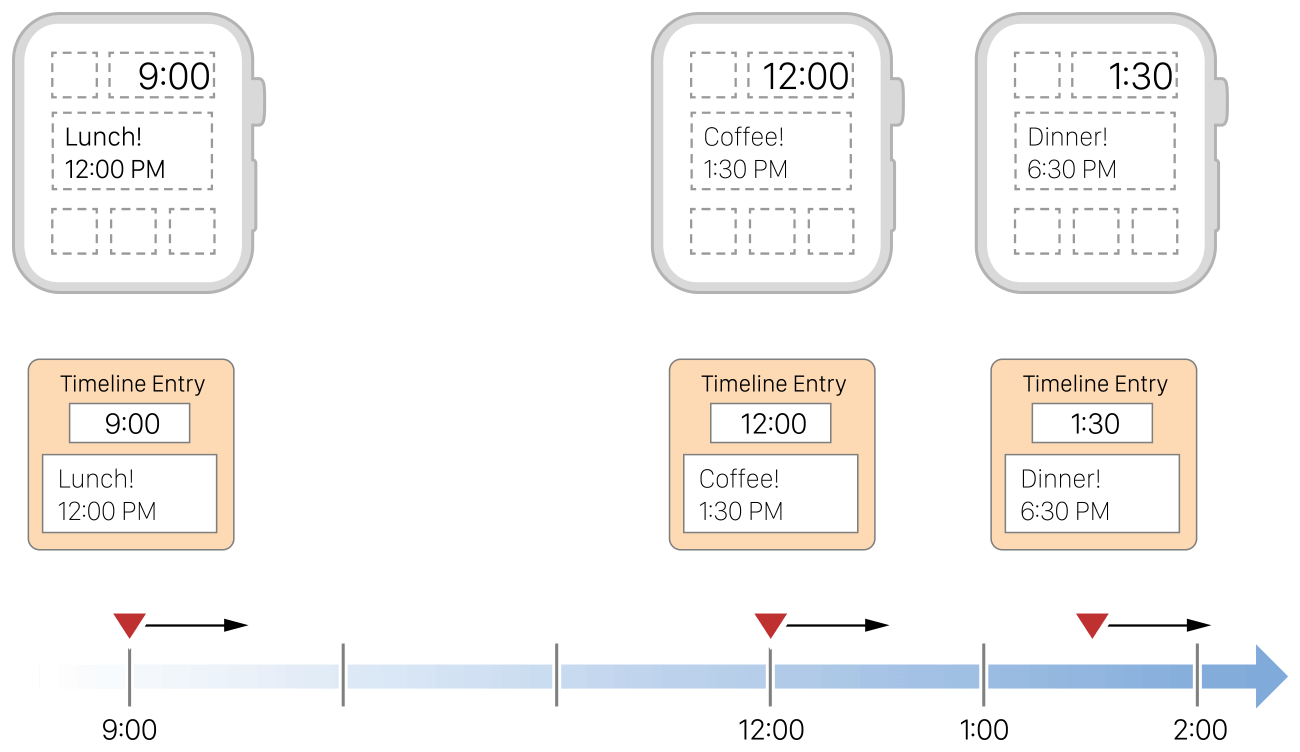 9:00
Lunch!
12:00 PM
12:00
Coffee!
1:30 PM
1:30
Dinner!
6:30 PM
Timeline Entry
9:00
Lunch!
12:00 PM
Timeline Entry
12:00
Coffee!
1:30 PM
Timeline Entry
1:30
Dinner!
6:30 PM
9:00
12:00
1:00
2:00